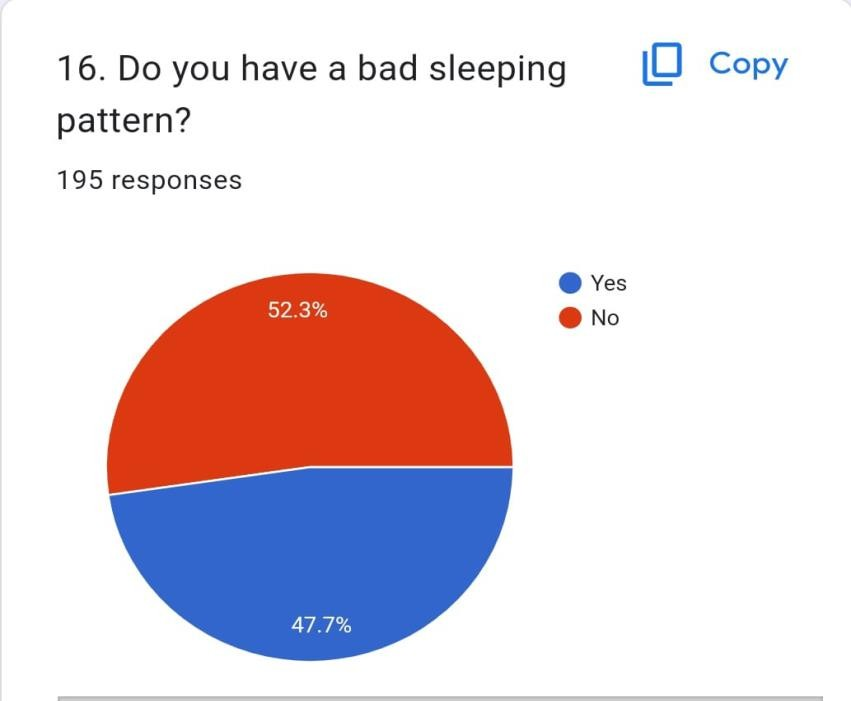 16. Do you have a bad sleeping
pattern?
Copy
195 responses
Yes
No
52.3%
47.7%